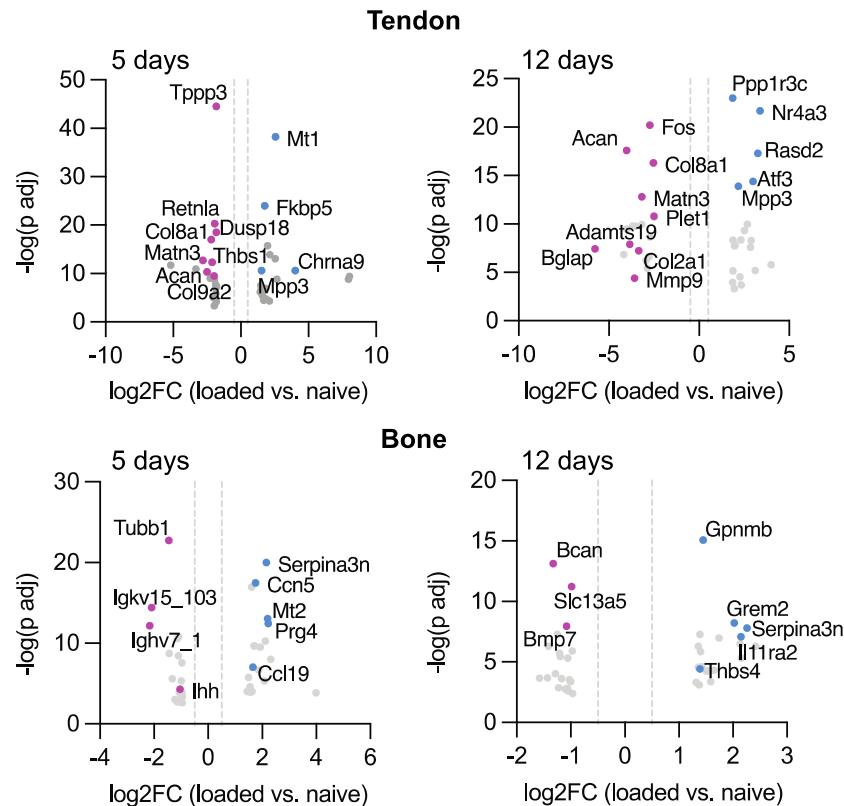 Tendon
5 days
50
40
30
20
10
0
-log(p adj)
Tppp3
Mt1
Retnla
Fkbp5
Col8a1
Dusp18
Matn3
Thbs1
Chrna9
Acan
Mpp3
Col9a2
-10
-5
0
5
10
log2FC (loaded vs. naive)
12 days
25
20
15
10
5
0
-log(p adj)
Ppp1r3c
Nr4a3
Fos
Acan
Rasd2
Col8a1
Atf3
Matn3
Mpp3
Plet1
Adamts19
Bglap
Col2a1
Mmp9
-10
-5
0
5
log2FC (loaded vs. naive)
Bone
5 days
30
20
10
0
-log(p adj)
Tubb1
Serpina3n
Ccn5
Igkv15_103
Mt2
Ighv7_1
Prg4
Ccl19
Ihh
-4
-2
0
2
4
6
log2FC (loaded vs. naive)
12 days
20
15
10
5
0
-log(p adj)
Gpnmb
Bcan
Slc13a5
Grem2
Serpina3n
Bmp7
Il11ra2
Thbs4
-2
-1
0
1
2
3
log2FC (loaded vs. naive)